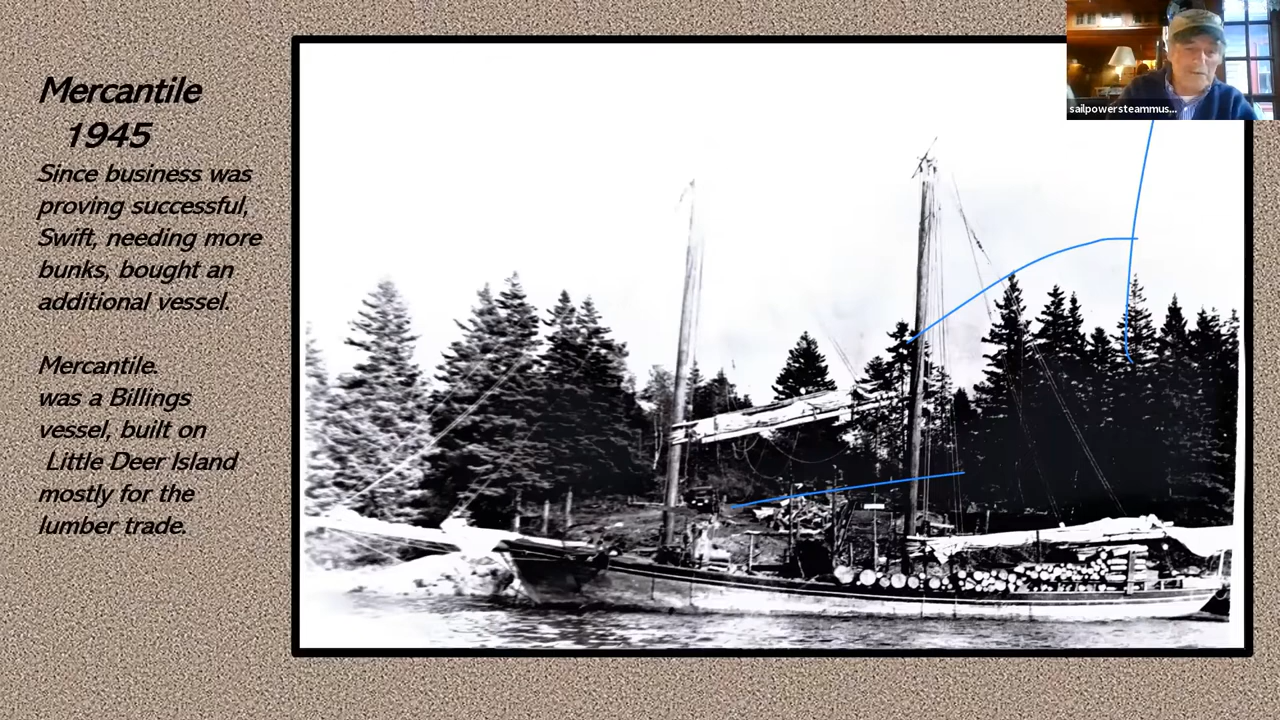 Mercantile
1945
Since business was
proving successful,
Swift, needing more
bunks, bought an
additional vessel.
Mercantile.
was a Billings
vessel, built on
Little Deer Island
mostly for the
lumber trade.
sailpowersteammus...